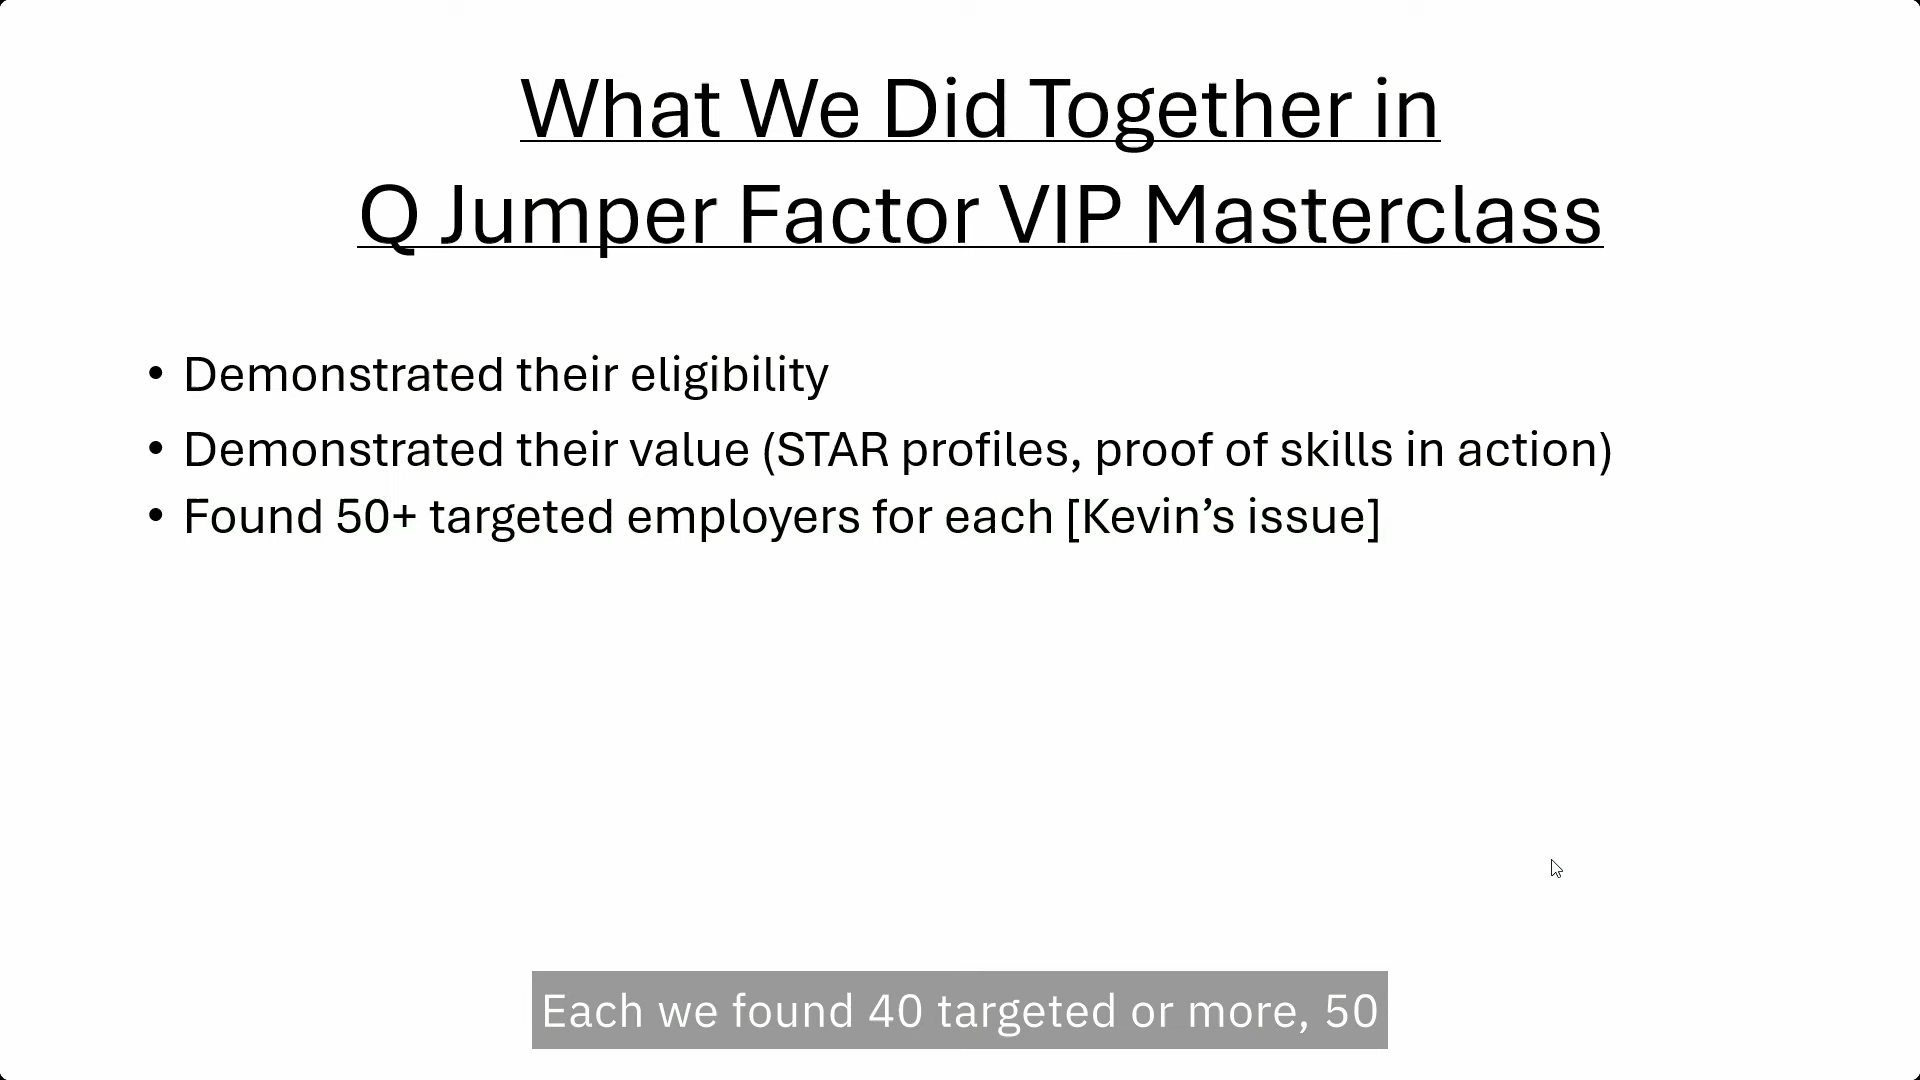 What We Did Together in
Q Jumper Factor VIP Masterclass
• Demonstrated their eligibility
• Demonstrated their value (STAR profiles, proof of skills in action)
• Found 50+ targeted employers for each [Kevin’s issue]
Each we found 40 targeted or more, 50